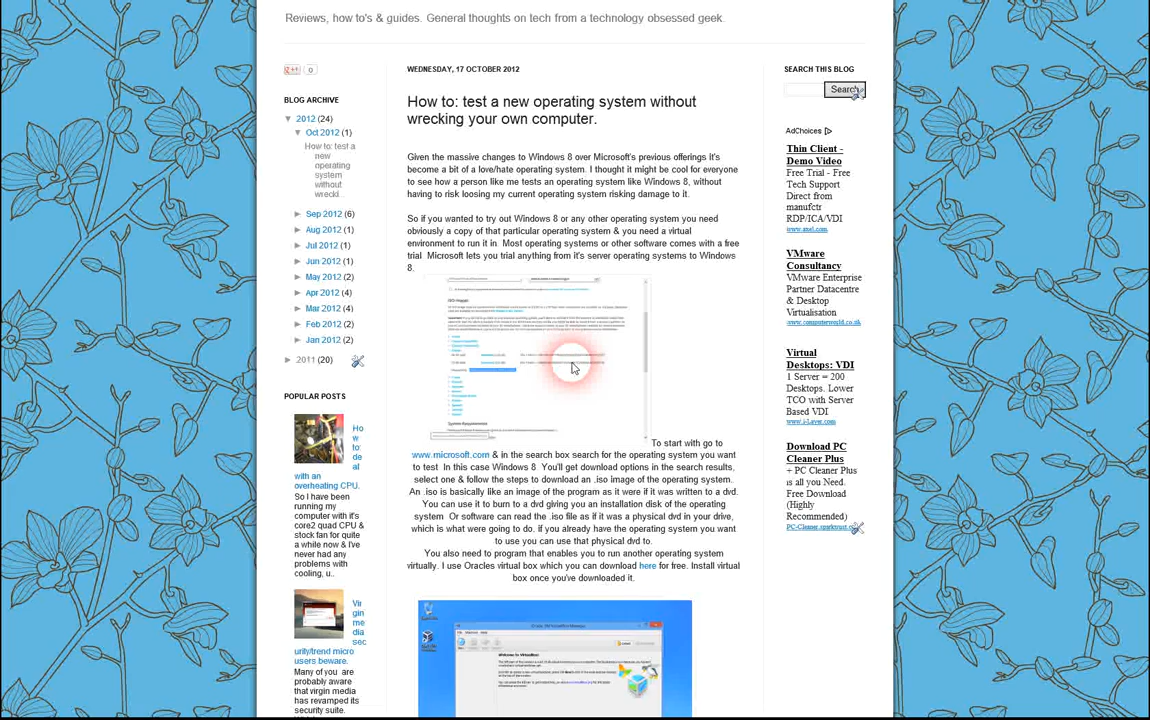 Reviews, how to's & guides. General thoughts on tech from a technology obsessed geek.
g+1 0
BLOG ARCHIVE
▼ 2012 (24)
▼ Oct 2012 (1)
How to: test a
new
operating
system
without
wreckl..
► Sep 2012 (6)
► Aug 2012 (1)
► Jul 2012 (1)
► Jun 2012 (1)
► May 2012 (2)
► Apr 2012 (4)
► Mar 2012 (4)
► Feb 2012 (2)
► Jan 2012 (2)
► 2011 (20)
POPULAR POSTS
Ho
w
to:
de
al
with an
overheating CPU.
So I have been
running my
computer with it's
core2 quad CPU &
stock fan for quite
a while now & I've
never had any
problems with
cooling, u..
Vir
gin
me
dia
sec
urity/trend micro
users beware.
Many of you are
probably aware
that virgin media
has revamped its
security suite.
WEDNESDAY, 17 OCTOBER 2012
How to: test a new operating system without
wrecking your own computer.
Given the massive changes to Windows 8 over Microsoft's previous offerings it's
become a bit of a love/hate operating system. I thought it might be cool for everyone
to see how a person like me tests an operating system like Windows 8, without
having to risk loosing my current operating system risking damage to it.
So if you wanted to try out Windows 8 or any other operating system you need
obviously a copy of that particular operating system & you need a virtual
environment to run it in. Most operating systems or other software comes with a free
trial Microsoft lets you trial anything from it's server operating systems to Windows
8.
To start with go to
www.microsoft.com & in the search box search for the operating system you want
to test In this case Windows 8 You'll get download options in the search results,
select one & follow the steps to download an .iso image of the operating system.
An .iso is basically like an image of the program as it were if it was written to a dvd.
You can use it to burn to a dvd giving you an installation disk of the operating
system Or software can read the .iso file as if it was a physical dvd in your drive,
which is what were going to do. if you already have the operating system you want
to use you can use that physical dvd to.
You also need to program that enables you to run another operating system
virtually. I use Oracles virtual box which you can download here for free. Install virtual
box once you've downloaded it.
SEARCH THIS BLOG
Search
AdChoices
Thin Client -
Demo Video
Free Trial - Free
Tech Support
Direct from
manufctr
RDP/ICA/VDI
www.axel.com
VMware
Consultancy
VMware Enterprise
Partner Datacentre
& Desktop
Virtualisation
www.computerworld.co.uk
Virtual
Desktops: VDI
1 Server = 200
Desktops. Lower
TCO with Server
Based VDI
www.i-Layer.com
Download PC
Cleaner Plus
+ PC Cleaner Plus
is all you Need.
Free Download
(Highly
Recommended)